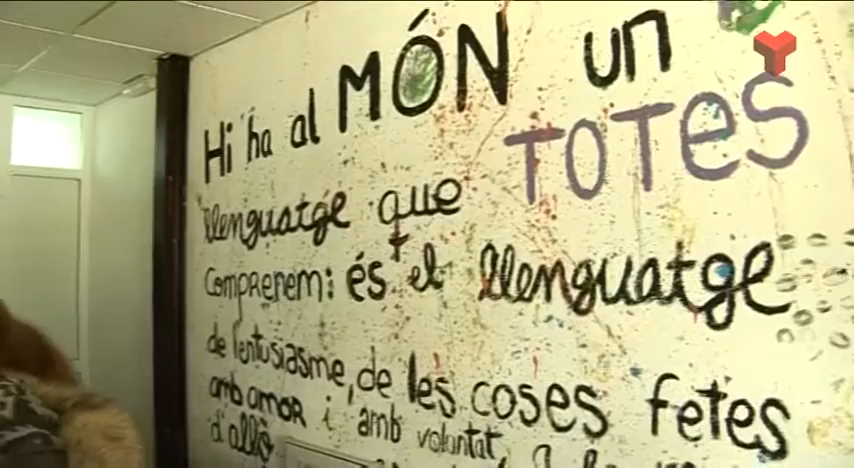 Hi ha al MÓN un
llenguatge que TOTES
Comprenem: és el llenguatge
de l'entusiasme, de les coses fetes
amb amor i amb voluntat,
d'allò